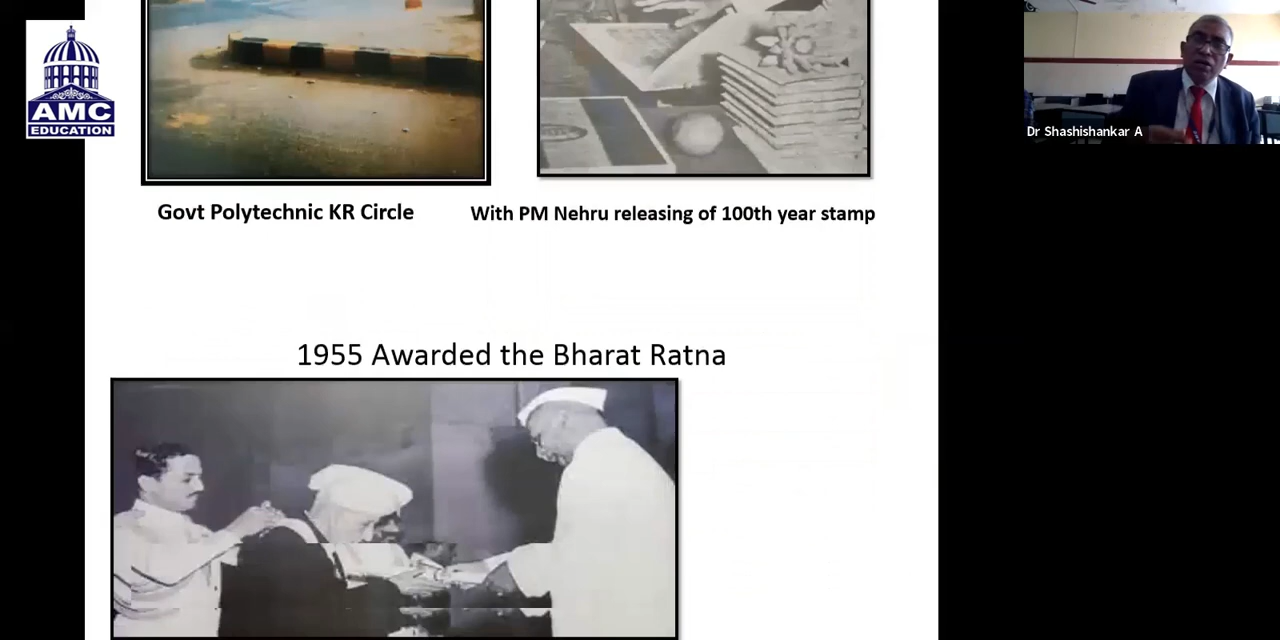 AMC
EDUCATION
Dr Shashishankar A
Govt Polytechnic KR Circle
With PM Nehru releasing of 100th year stamp
1955 Awarded the Bharat Ratna